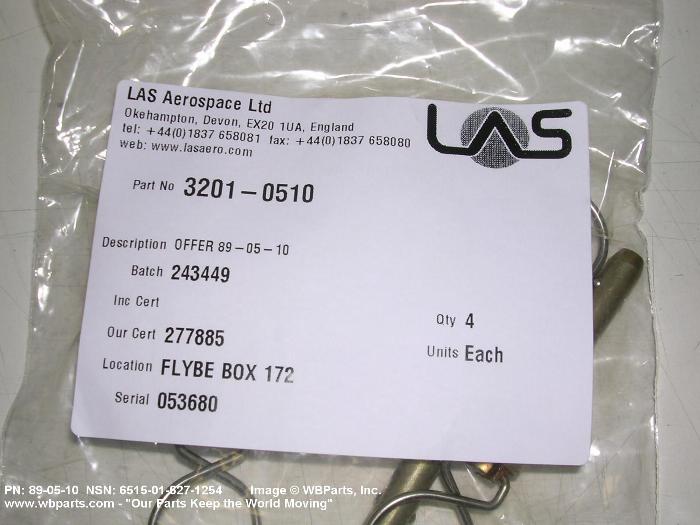 LAS Aerospace Ltd
Okehampton, Devon, EX20 1UA, England
tel: +44(0)1837 658081 fax: +44(0)1837 658080
web: www.lasaero.com
LAS
Part No 3201-0510
Description OFFER 89-05-10
Batch 243449
Inc Cert
Qty 4
Our Cert 277885
Units Each
Location FLYBE BOX 172
Serial 053680
PN: 89-05-10 NSN: 6515-01-527-1254 Image © WBParts, Inc.
www.wbparts.com - "Our Parts Keep the World Moving"